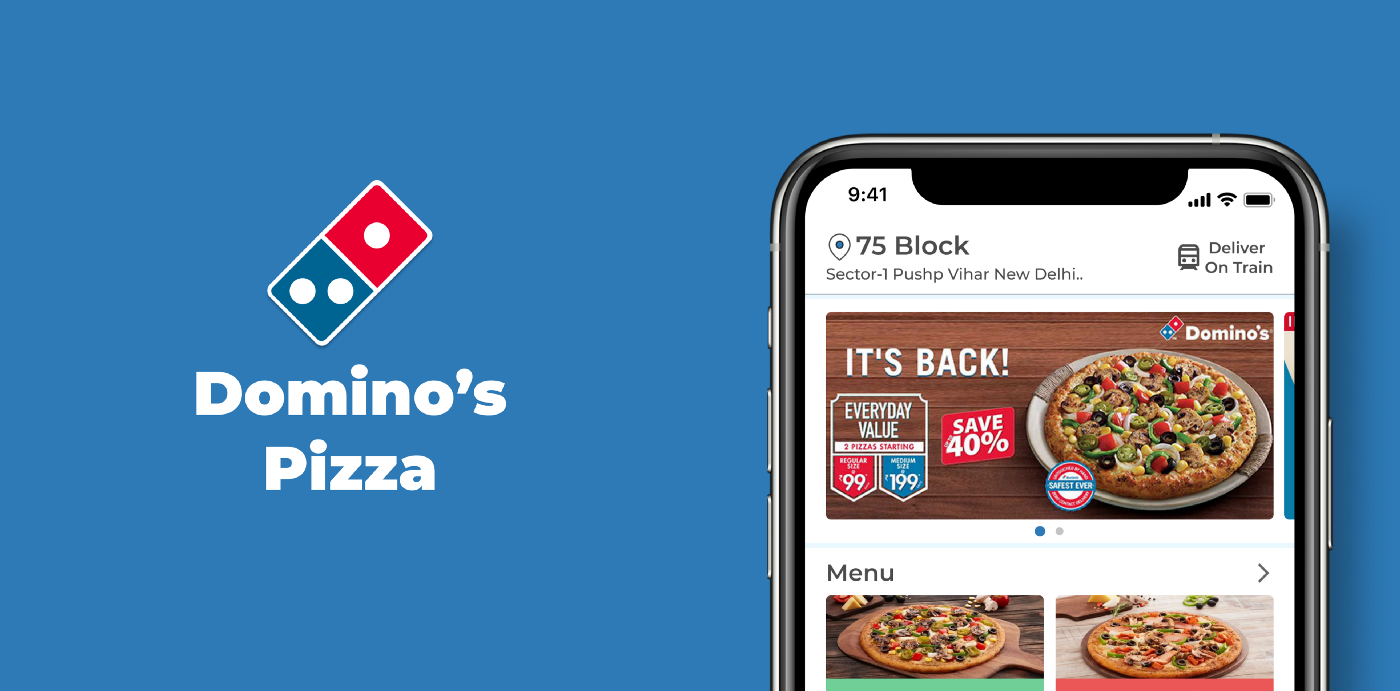 Domino's
Pizza
9:41
75 Block
Sector-1 Pushp Vihar New Delhi..
Deliver
On Train
Domino's
IT'S BACK!
EVERYDAY
VALUE
2 PIZZAS STARTING
REGULAR
SIZE
@
₹99
MEDIUM
SIZE
@
₹199
SAVE
40%
SAFEST EVER
Menu